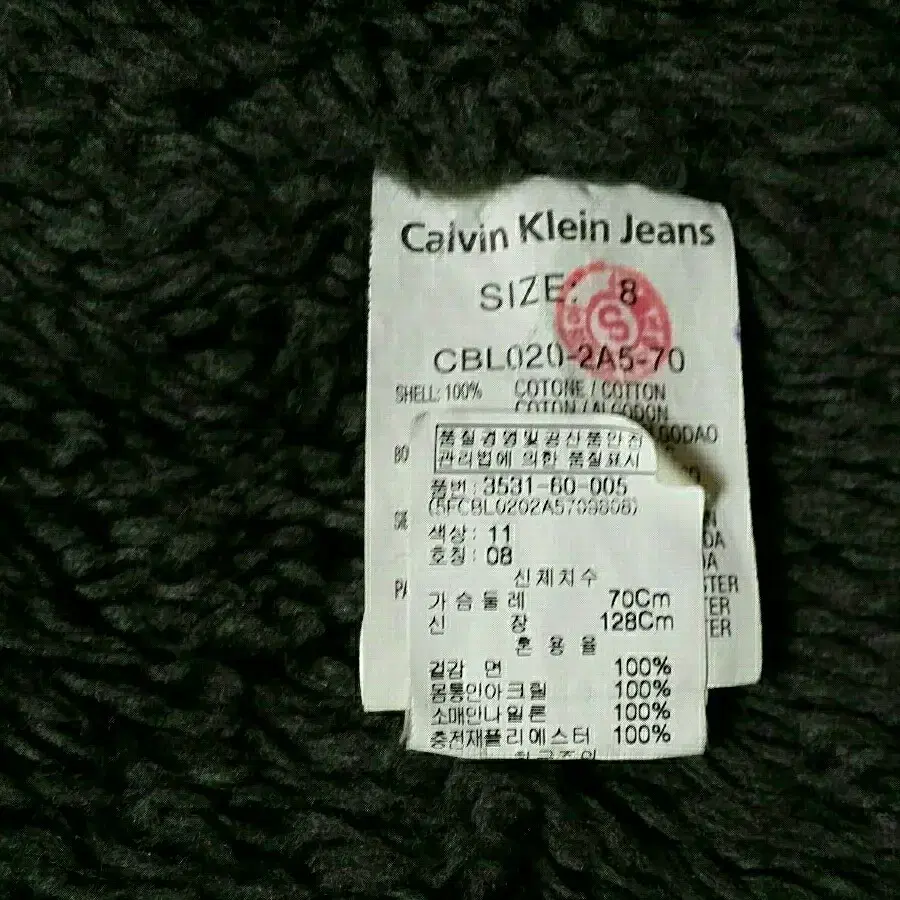 Calvin Klein Jeans
SIZE: 8
S
CBL020-2A5-70
SHELL: 100% COTONE / COTTON
COTON / ALGODON
품질경영및공산품안전
관리법에 의한 품질표시
품번 : 3531-60-005
(5FCBL0202A5709808)
색상 : 11
호칭 : 08
신체치수
가슴둘레 70Cm
신 장 128Cm
혼 용 율
겉감 면 100%
몸통안아크릴 100%
소매안나일론 100%
충전재폴리에스터 100%